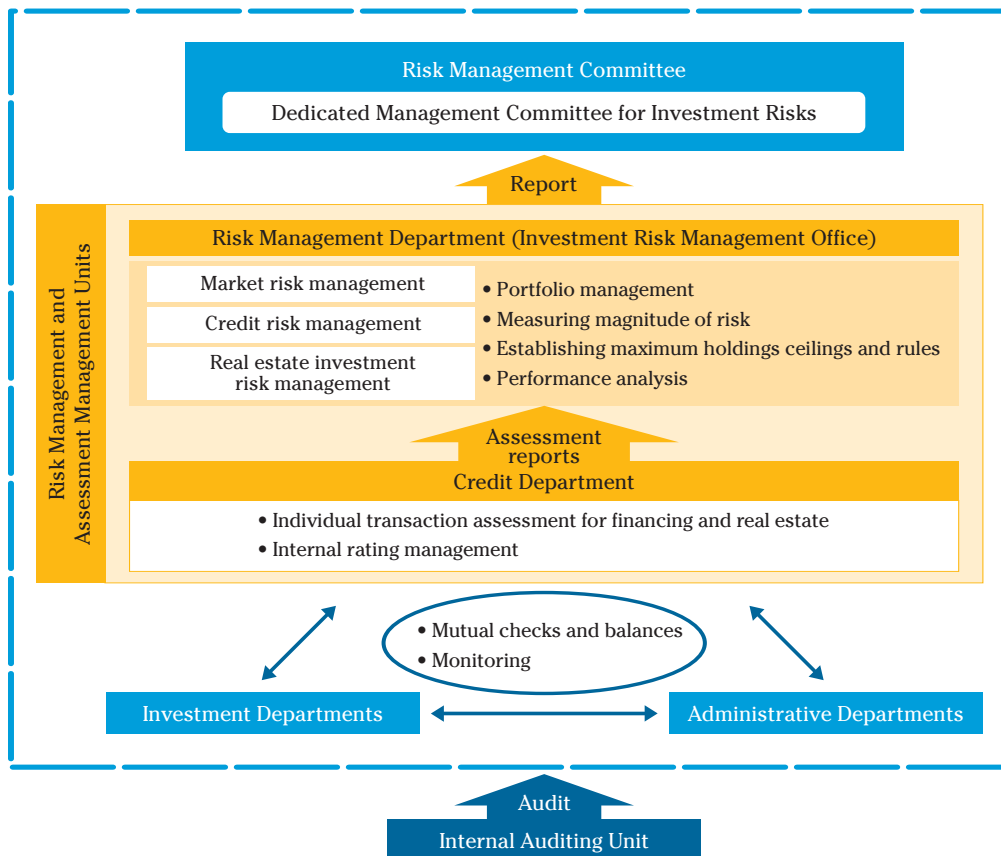 Risk Management Committee
Dedicated Management Committee for Investment Risks
Report
Risk Management and
Assessment Management Units
Risk Management Department (Investment Risk Management Office)
Market risk management
Credit risk management
Real estate investment
risk management
• Portfolio management
• Measuring magnitude of risk
• Establishing maximum holdings ceilings and rules
• Performance analysis
Assessment
reports
Credit Department
• Individual transaction assessment for financing and real estate
• Internal rating management
• Mutual checks and balances
• Monitoring
Investment Departments
Administrative Departments
Audit
Internal Auditing Unit